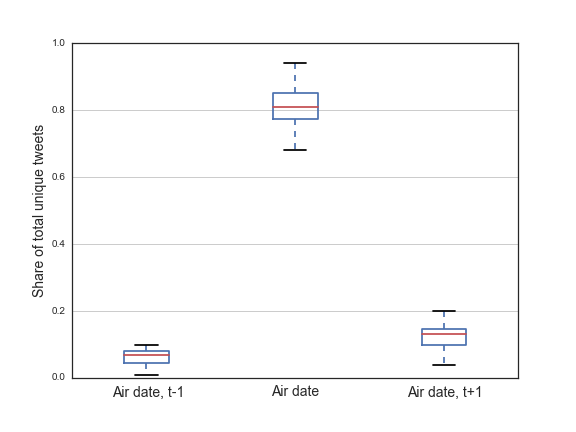 1.0
0.8
0.6
0.4
0.2
0.0
Share of total unique tweets
Air date, t-1
Air date
Air date, t+1